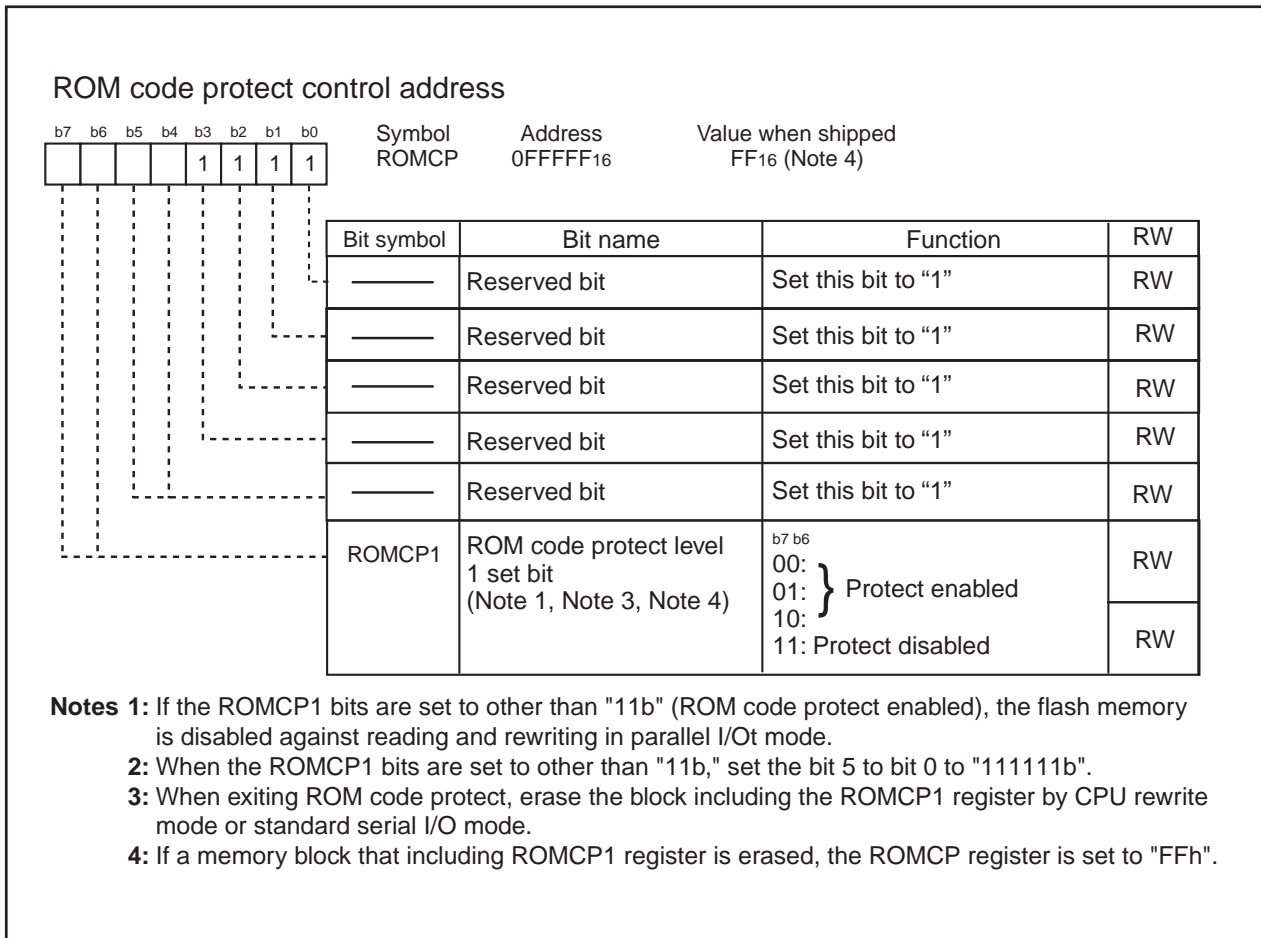 ROM code protect control address
b7 b6 b5 b4 b3 b2 b1 b0
1 1 1 1
Symbol Address Value when shipped
ROMCP 0FFFFF16 FF16 (Note 4)
Bit symbol Bit name Function RW
Reserved bit Set this bit to “1” RW
Reserved bit Set this bit to “1” RW
Reserved bit Set this bit to “1” RW
Reserved bit Set this bit to “1” RW
Reserved bit Set this bit to “1” RW
ROMCP1 ROM code protect level
1 set bit
(Note 1, Note 3, Note 4)
b7 b6
00:
01: } Protect enabled
10:
11: Protect disabled
RW
RW
Notes 1: If the ROMCP1 bits are set to other than "11b" (ROM code protect enabled), the flash memory
is disabled against reading and rewriting in parallel I/Ot mode.
2: When the ROMCP1 bits are set to other than "11b," set the bit 5 to bit 0 to "111111b".
3: When exiting ROM code protect, erase the block including the ROMCP1 register by CPU rewrite
mode or standard serial I/O mode.
4: If a memory block that including ROMCP1 register is erased, the ROMCP register is set to "FFh".